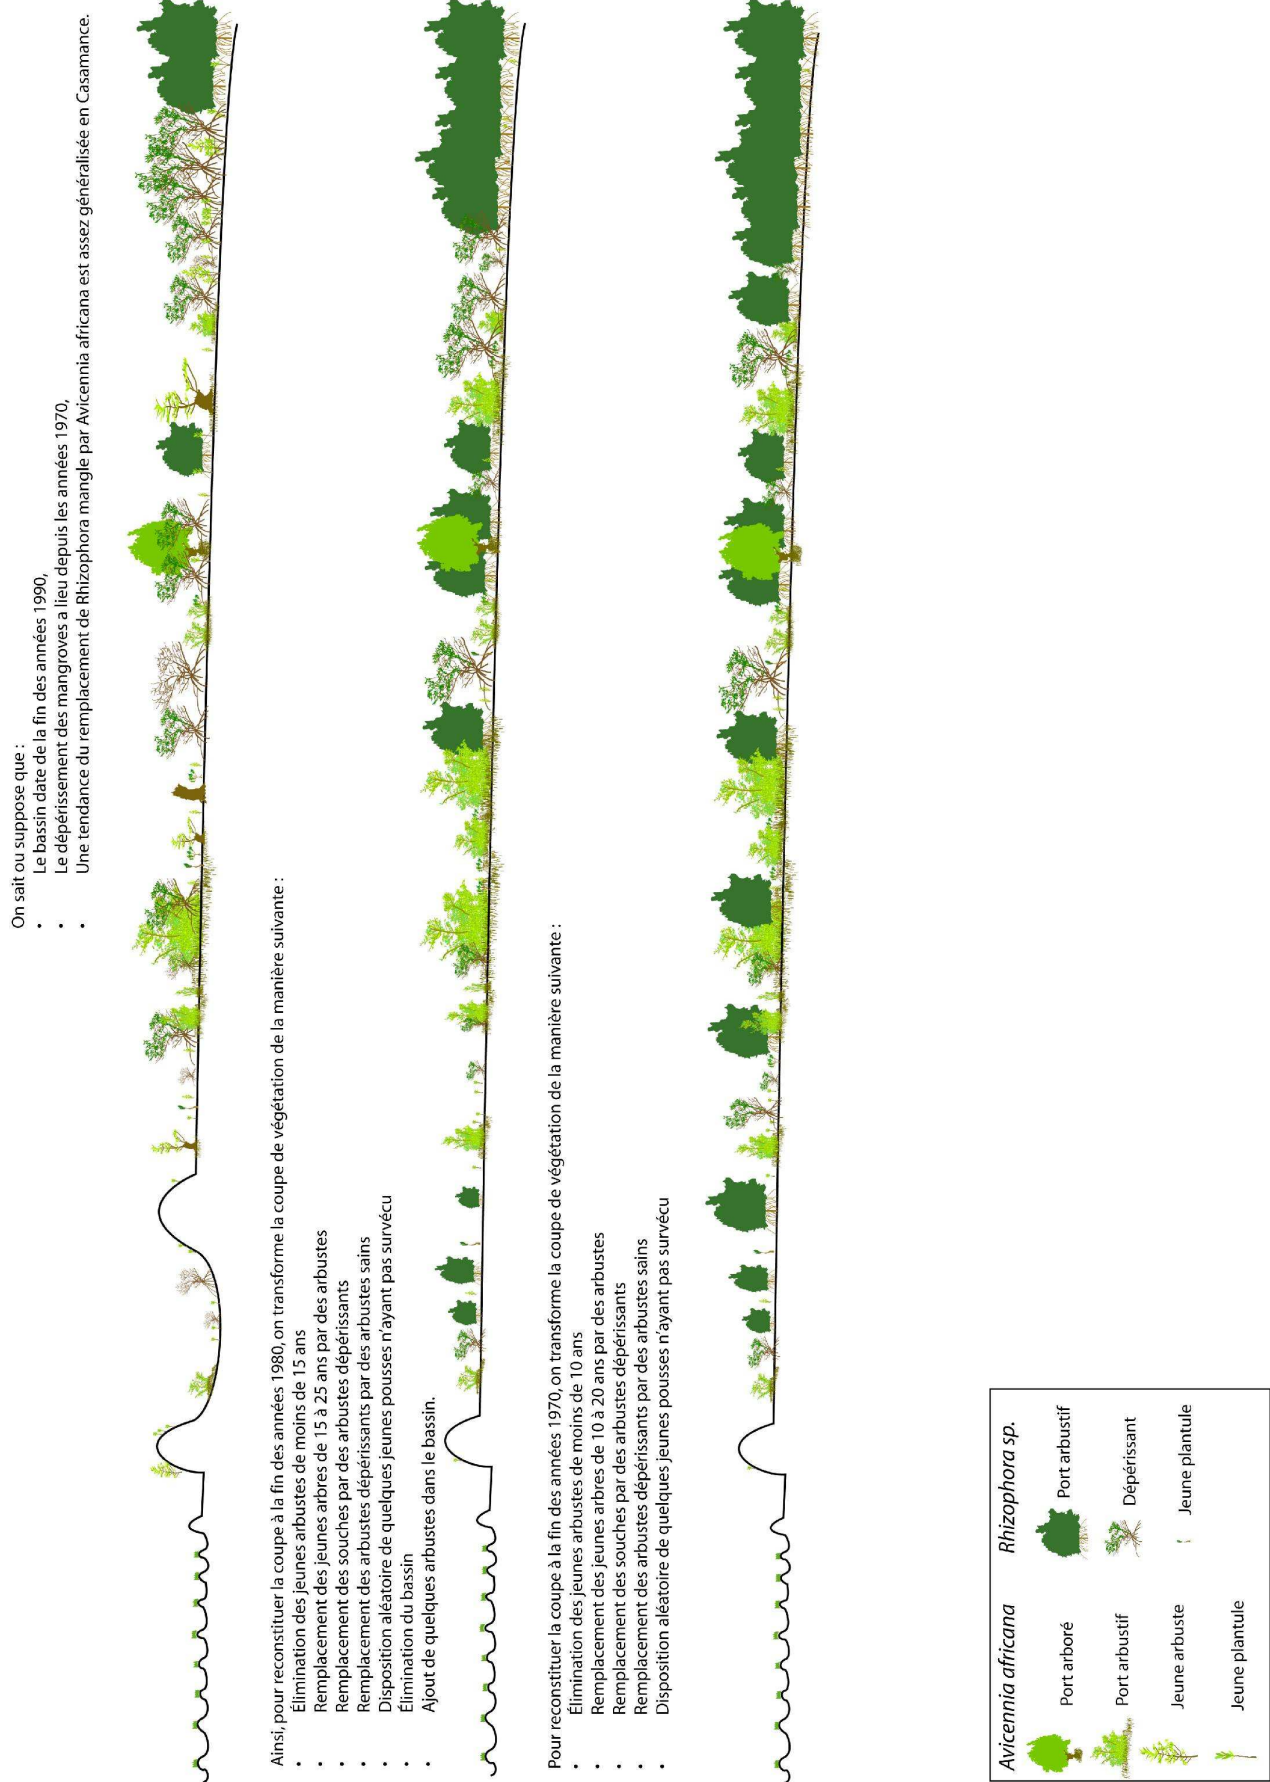 On sait ou suppose que :
• Le bassin date de la fin des années 1990,
• Le dépérissement des mangroves a lieu depuis les années 1970,
• Une tendance du remplacement de Rhizophora mangle par Avicennia africana est assez généralisée en Casamance.
Ainsi, pour reconstituer la coupe à la fin des années 1980, on transforme la coupe de végétation de la manière suivante :
• Élimination des jeunes arbustes de moins de 15 ans
• Remplacement des jeunes arbres de 15 à 25 ans par des arbustes
• Remplacement des souches par des arbustes dépérissants
• Remplacement des arbustes dépérissants par des arbustes sains
• Disposition aléatoire de quelques jeunes pousses n'ayant pas survécu
• Élimination du bassin
• Ajout de quelques arbustes dans le bassin.
Pour reconstituer la coupe à la fin des années 1970, on transforme la coupe de végétation de la manière suivante :
• Élimination des jeunes arbustes de moins de 10 ans
• Remplacement des jeunes arbres de 10 à 20 ans par des arbustes
• Remplacement des souches par des arbustes dépérissants
• Remplacement des arbustes dépérissants par des arbustes sains
• Disposition aléatoire de quelques jeunes pousses n'ayant pas survécu
Avicennia africana
Port arboré
Port arbustif
Jeune arbuste
Jeune plantule
Rhizophora sp.
Port arbustif
Dépérissant
Jeune plantule